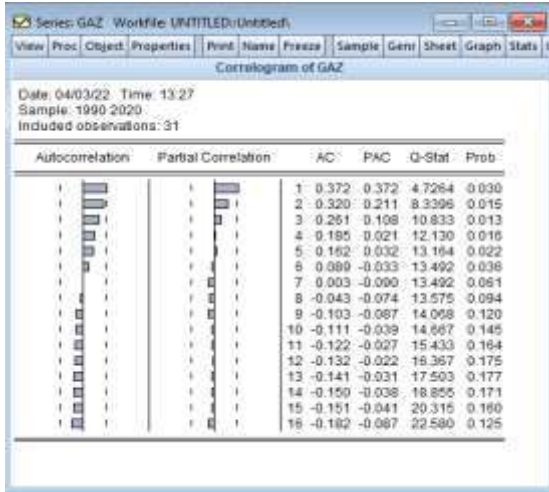 Series: GAZ Workfile: UNTITLED::Untitled\
View Proc Object Properties Print Name Freeze Sample Genr Sheet Graph Stats
Correlogram of GAZ
Date: 04/03/22 Time: 13:27
Sample: 1990 2020
Included observations: 31
Autocorrelation Partial Correlation AC PAC Q-Stat Prob
1 0.372 0.372 4.7264 0.030
2 0.320 0.211 8.3396 0.015
3 0.261 0.108 10.833 0.013
4 0.185 0.021 12.130 0.016
5 0.162 0.032 13.164 0.022
6 0.089 -0.033 13.492 0.036
7 0.003 -0.090 13.492 0.061
8 -0.043 -0.074 13.575 0.094
9 -0.103 -0.087 14.068 0.120
10 -0.111 -0.039 14.667 0.145
11 -0.122 -0.027 15.433 0.164
12 -0.132 -0.022 16.367 0.175
13 -0.141 -0.031 17.503 0.177
14 -0.150 -0.038 18.855 0.171
15 -0.151 -0.041 20.315 0.160
16 -0.182 -0.087 22.580 0.125